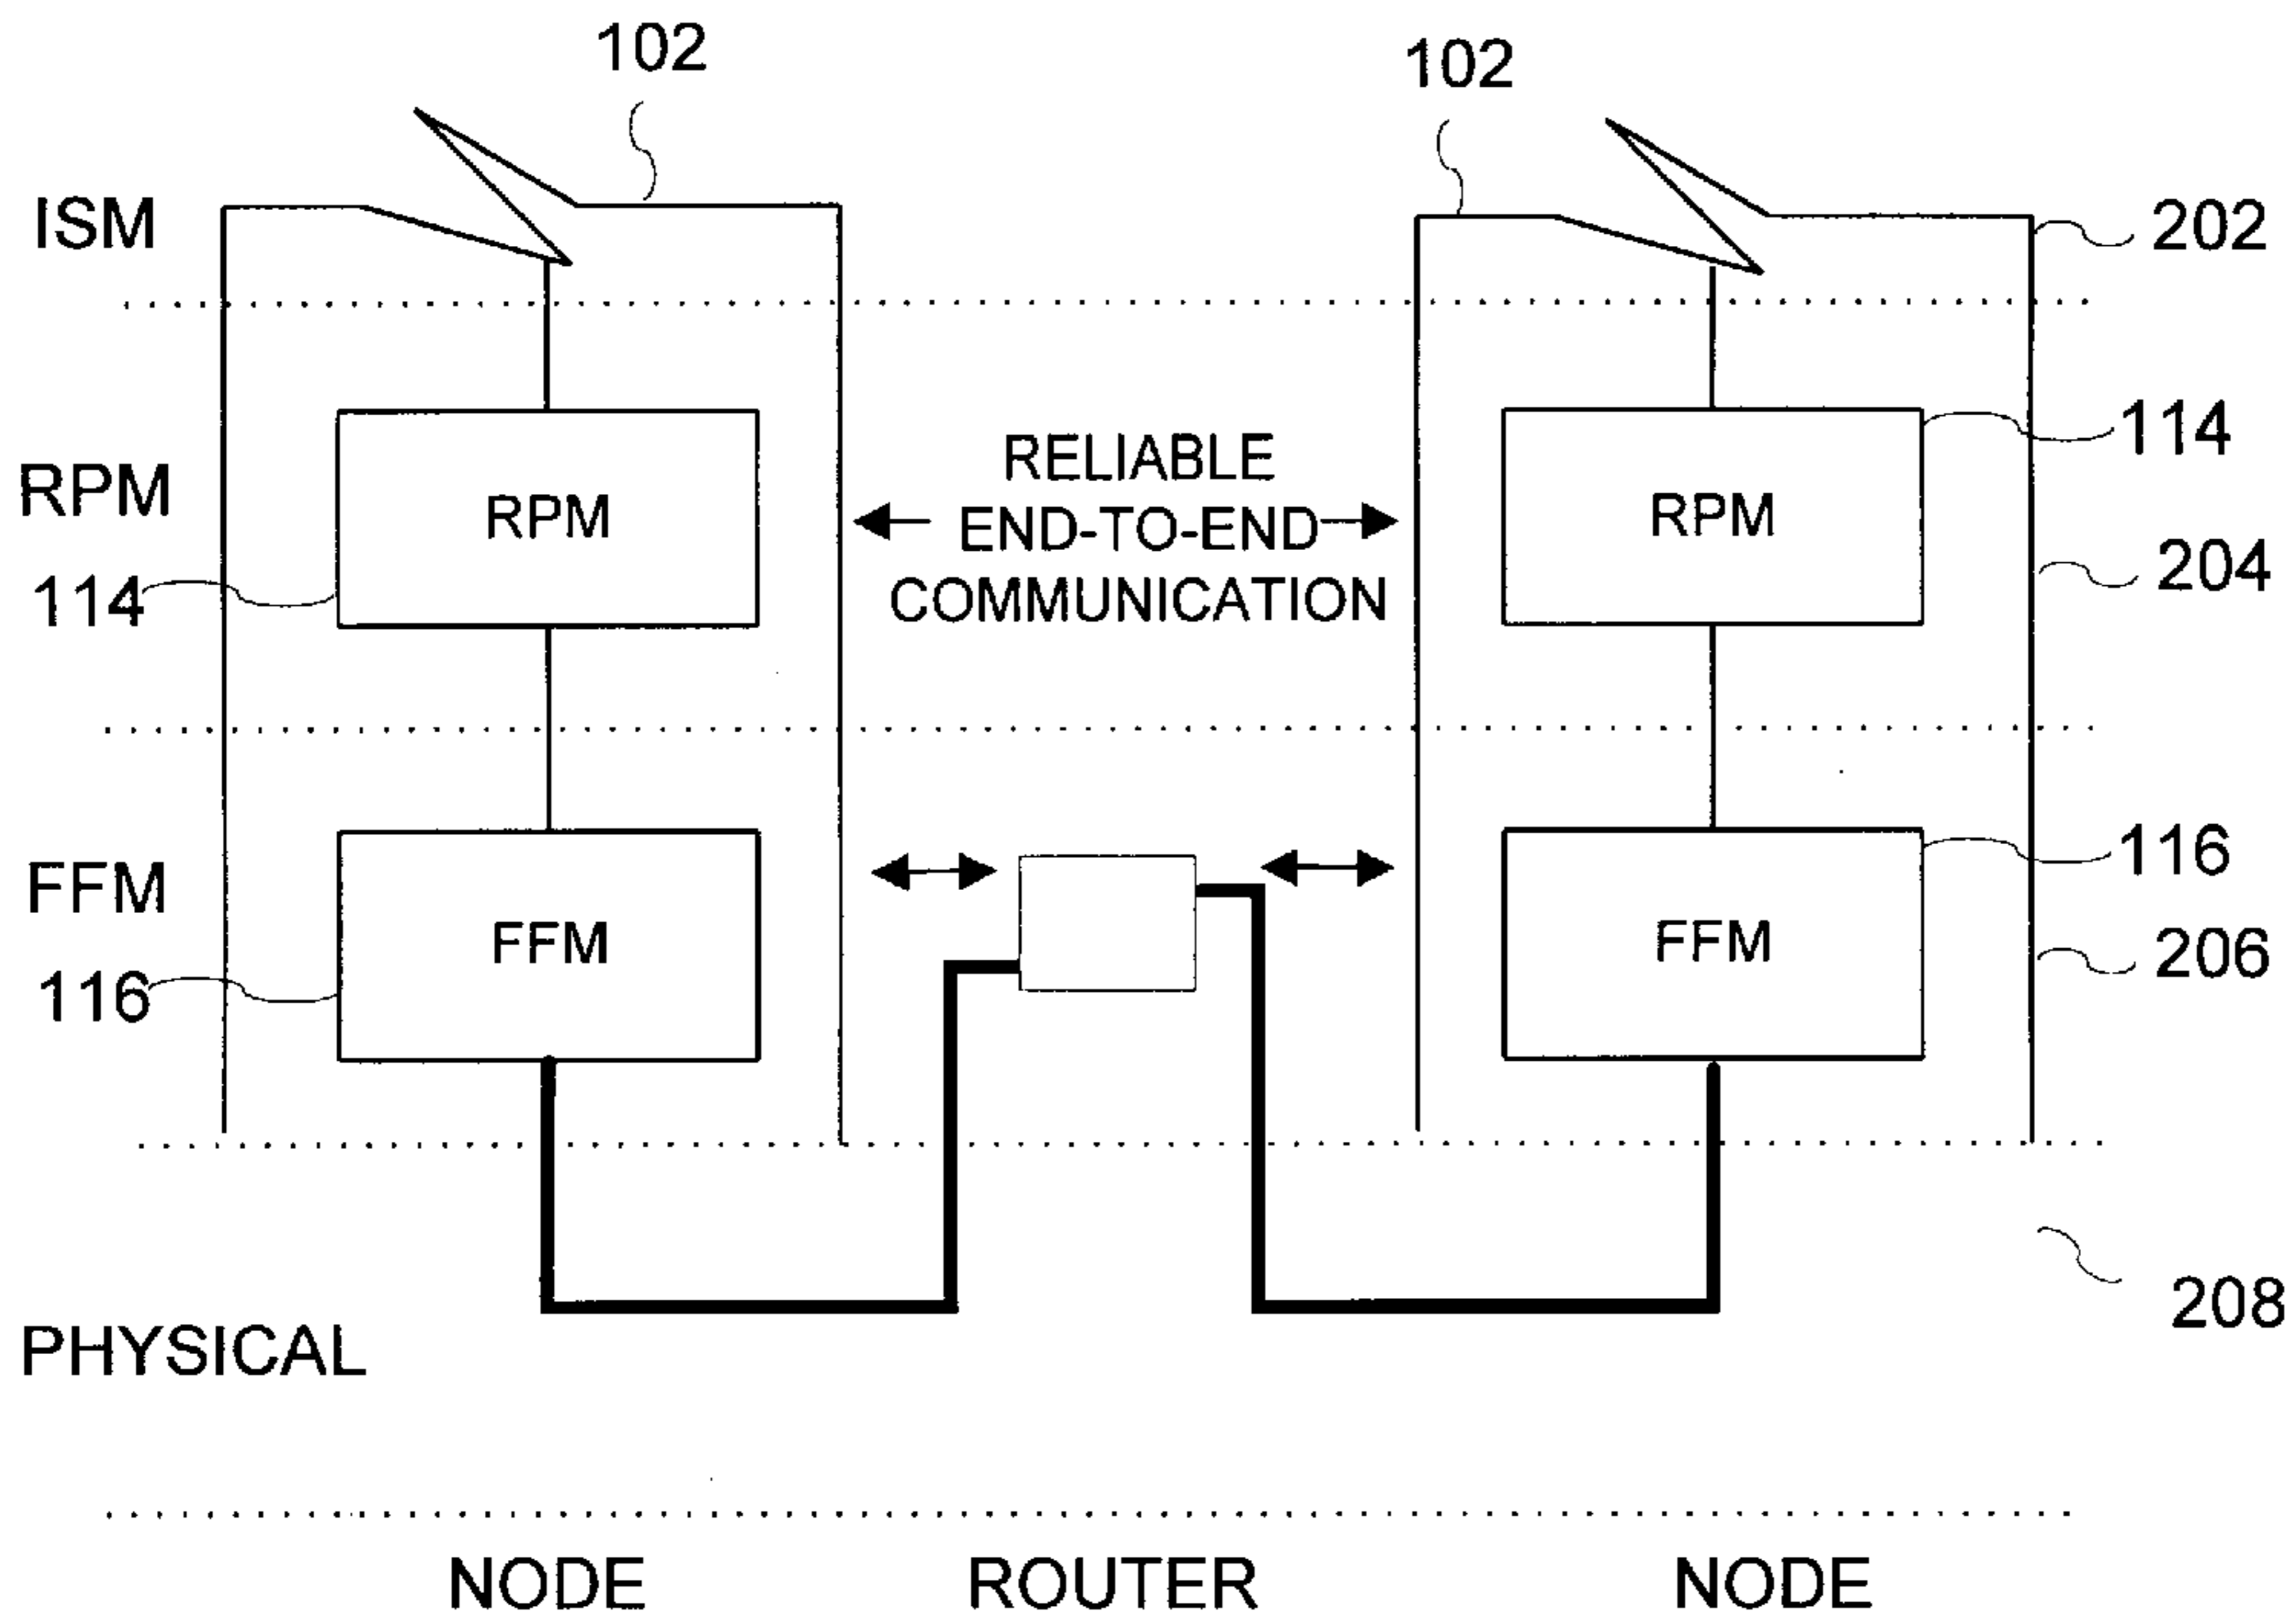 102
102
ISM
202
RPM
114
RPM
RELIABLE
END-TO-END
COMMUNICATION
RPM
114
204
FFM
116
FFM
FFM
116
206
208
PHYSICAL
NODE
ROUTER
NODE